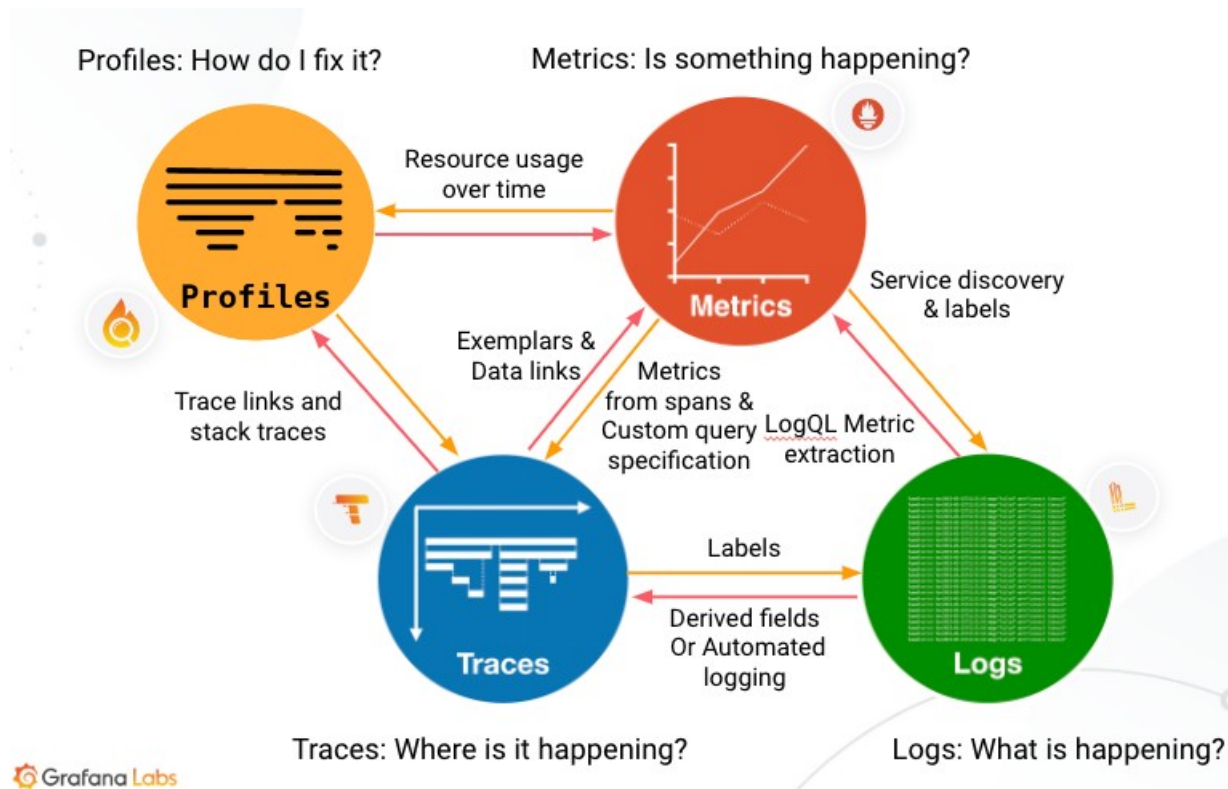 Profiles: How do I fix it?
Metrics: Is something happening?
Resource usage
over time
Profiles
Metrics
Service discovery
& labels
Exemplars &
Data links
Metrics
from spans &
Custom query
specification
Trace links and
stack traces
LogQL Metric
extraction
Labels
Derived fields
Or Automated
logging
Traces
Logs
Traces: Where is it happening?
Logs: What is happening?
Grafana Labs